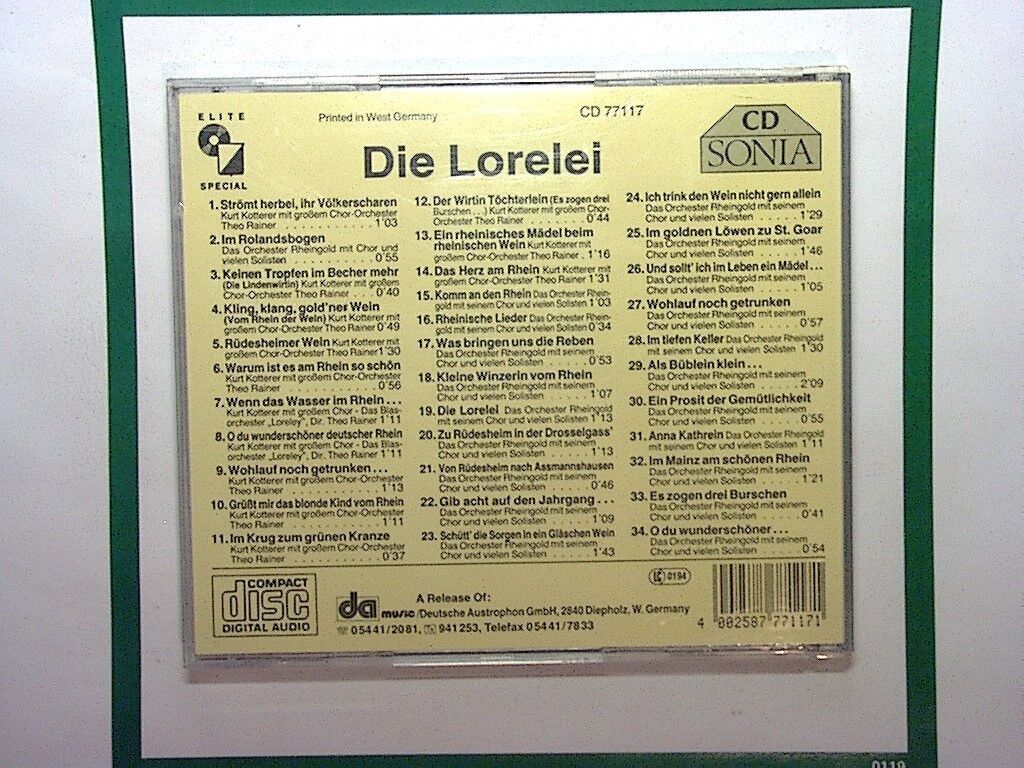 ELITE
SPECIAL
Printed in West Germany
CD 77117
CD
SONIA
Die Lorelei
1. Strömt herbei, ihr Völkerscharen
Kurt Kotterer mit großem Chor-Orchester
Theo Rainer . . . . . . . . . . . . 1'03
2. Im Rolandsbogen
Das Orchester Rheingold mit Chor und
vielen Solisten . . . . . . . . . . 0'55
3. Keinen Tropfen im Becher mehr
(Die Lindenwirtin) Kurt Kotterer mit großem
Chor-Orchester Theo Rainer . . . . 0'40
4. Kling, klang, gold'ner Wein
(Vom Rhein der Wein) Kurt Kotterer mit
großem Chor-Orchester Theo Rainer 0'49
5. Rüdesheimer Wein Kurt Kotterer mit
großem Chor-Orchester Theo Rainer 1'30
6. Warum ist es am Rhein so schön
Kurt Kotterer mit großem Chor-Orchester
Theo Rainer . . . . . . . . . . . . 0'56
7. Wenn das Wasser im Rhein ...
Kurt Kotterer mit großem Chor - Das Blas-
orchester „Loreley", Dir. Theo Rainer 1'11
8. O du wunderschöner deutscher Rhein
Kurt Kotterer mit großem Chor - Das Blas-
orchester „Loreley", Dir. Theo Rainer 1'11
9. Wohlauf noch getrunken ...
Kurt Kotterer mit großem Chor-Orchester
Theo Rainer . . . . . . . . . . . . 1'13
10. Grüßt mir das blonde Kind vom Rhein
Kurt Kotterer mit großem Chor-Orchester
Theo Rainer . . . . . . . . . . . . 1'11
11. Im Krug zum grünen Kranze
Kurt Kotterer mit großem Chor-Orchester
Theo Rainer . . . . . . . . . . . . 0'37
12. Der Wirtin Töchterlein (Es zogen drei
Burschen ...) Kurt Kotterer mit großem Chor-
Orchester Theo Rainer . . . . . . . 0'44
13. Ein rheinisches Mädel beim
rheinischen Wein Kurt Kotterer mit
großem Chor-Orchester Theo Rainer . 1'16
14. Das Herz am Rhein Kurt Kotterer mit
großem Chor-Orchester Theo Rainer 1'31
15. Komm an den Rhein Das Orchester Rhein-
gold mit seinem Chor und vielen Solisten 1'03
16. Rheinische Lieder Das Orchester Rhein-
gold mit seinem Chor und vielen Solisten 0'34
17. Was bringen uns die Reben
Das Orchester Rheingold mit seinem
Chor und vielen Solisten . . . . . . 0'53
18. Kleine Winzerin vom Rhein
Das Orchester Rheingold mit seinem
Chor und vielen Solisten . . . . . . 1'07
19. Die Lorelei Das Orchester Rheingold
mit seinem Chor und vielen Solisten 1'13
20. Zu Rüdesheim in der Drosselgass'
Das Orchester Rheingold mit seinem
Chor und vielen Solisten . . . . . . 1'13
21. Von Rüdesheim nach Assmannshausen
Das Orchester Rheingold mit seinem
Chor und vielen Solisten . . . . . . 0'46
22. Gib acht auf den Jahrgang ...
Das Orchester Rheingold mit seinem
Chor und vielen Solisten . . . . . . 1'09
23. Schütt' die Sorgen in ein Gläschen Wein
Das Orchester Rheingold mit seinem
Chor und vielen Solisten . . . . . . 1'43
24. Ich trink den Wein nicht gern allein
Das Orchester Rheingold mit seinem
Chor und vielen Solisten . . . . . . 1'29
25. Im goldnen Löwen zu St. Goar
Das Orchester Rheingold mit seinem
Chor und vielen Solisten . . . . . . 1'46
26. Und sollt' ich im Leben ein Mädel ...
Das Orchester Rheingold mit seinem
Chor und vielen Solisten . . . . . . 1'05
27. Wohlauf noch getrunken
Das Orchester Rheingold mit seinem
Chor und vielen Solisten . . . . . . 0'57
28. Im tiefen Keller Das Orchester Rheingold
mit seinem Chor und vielen Solisten 1'30
29. Als Büblein klein ...
Das Orchester Rheingold mit seinem
Chor und vielen Solisten . . . . . . 2'09
30. Ein Prosit der Gemütlichkeit
Das Orchester Rheingold mit seinem
Chor und vielen Solisten . . . . . . 0'55
31. Anna Kathrein Das Orchester Rheingold
mit seinem Chor und vielen Solisten 1'11
32. Im Mainz am schönen Rhein
Das Orchester Rheingold mit seinem
Chor und vielen Solisten . . . . . . 1'21
33. Es zogen drei Burschen
Das Orchester Rheingold mit seinem
Chor und vielen Solisten . . . . . . 0'41
34. O du wunderschöner ...
Das Orchester Rheingold mit seinem
Chor und vielen Solisten . . . . . . 0'54
COMPACT
disc
DIGITAL AUDIO
LC 0194
A Release Of:
da music/Deutsche Austrophon GmbH, 2840 Diepholz, W. Germany
05441/2081, 941253, Telefax 05441/7833
4 002587 771171
0119